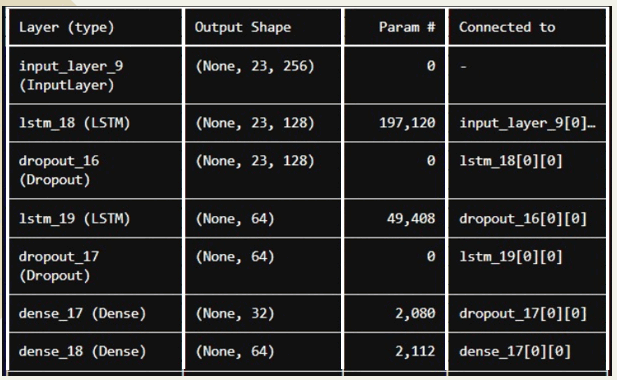 Layer (type) Output Shape Param # Connected to
input_layer_9 (None, 23, 256) 0 -
(InputLayer)
lstm_18 (LSTM) (None, 23, 128) 197,120 input_layer_9[0]…
dropout_16 (None, 23, 128) 0 lstm_18[0][0]
(Dropout)
lstm_19 (LSTM) (None, 64) 49,408 dropout_16[0][0]
dropout_17 (None, 64) 0 lstm_19[0][0]
(Dropout)
dense_17 (Dense) (None, 32) 2,080 dropout_17[0][0]
dense_18 (Dense) (None, 64) 2,112 dense_17[0][0]